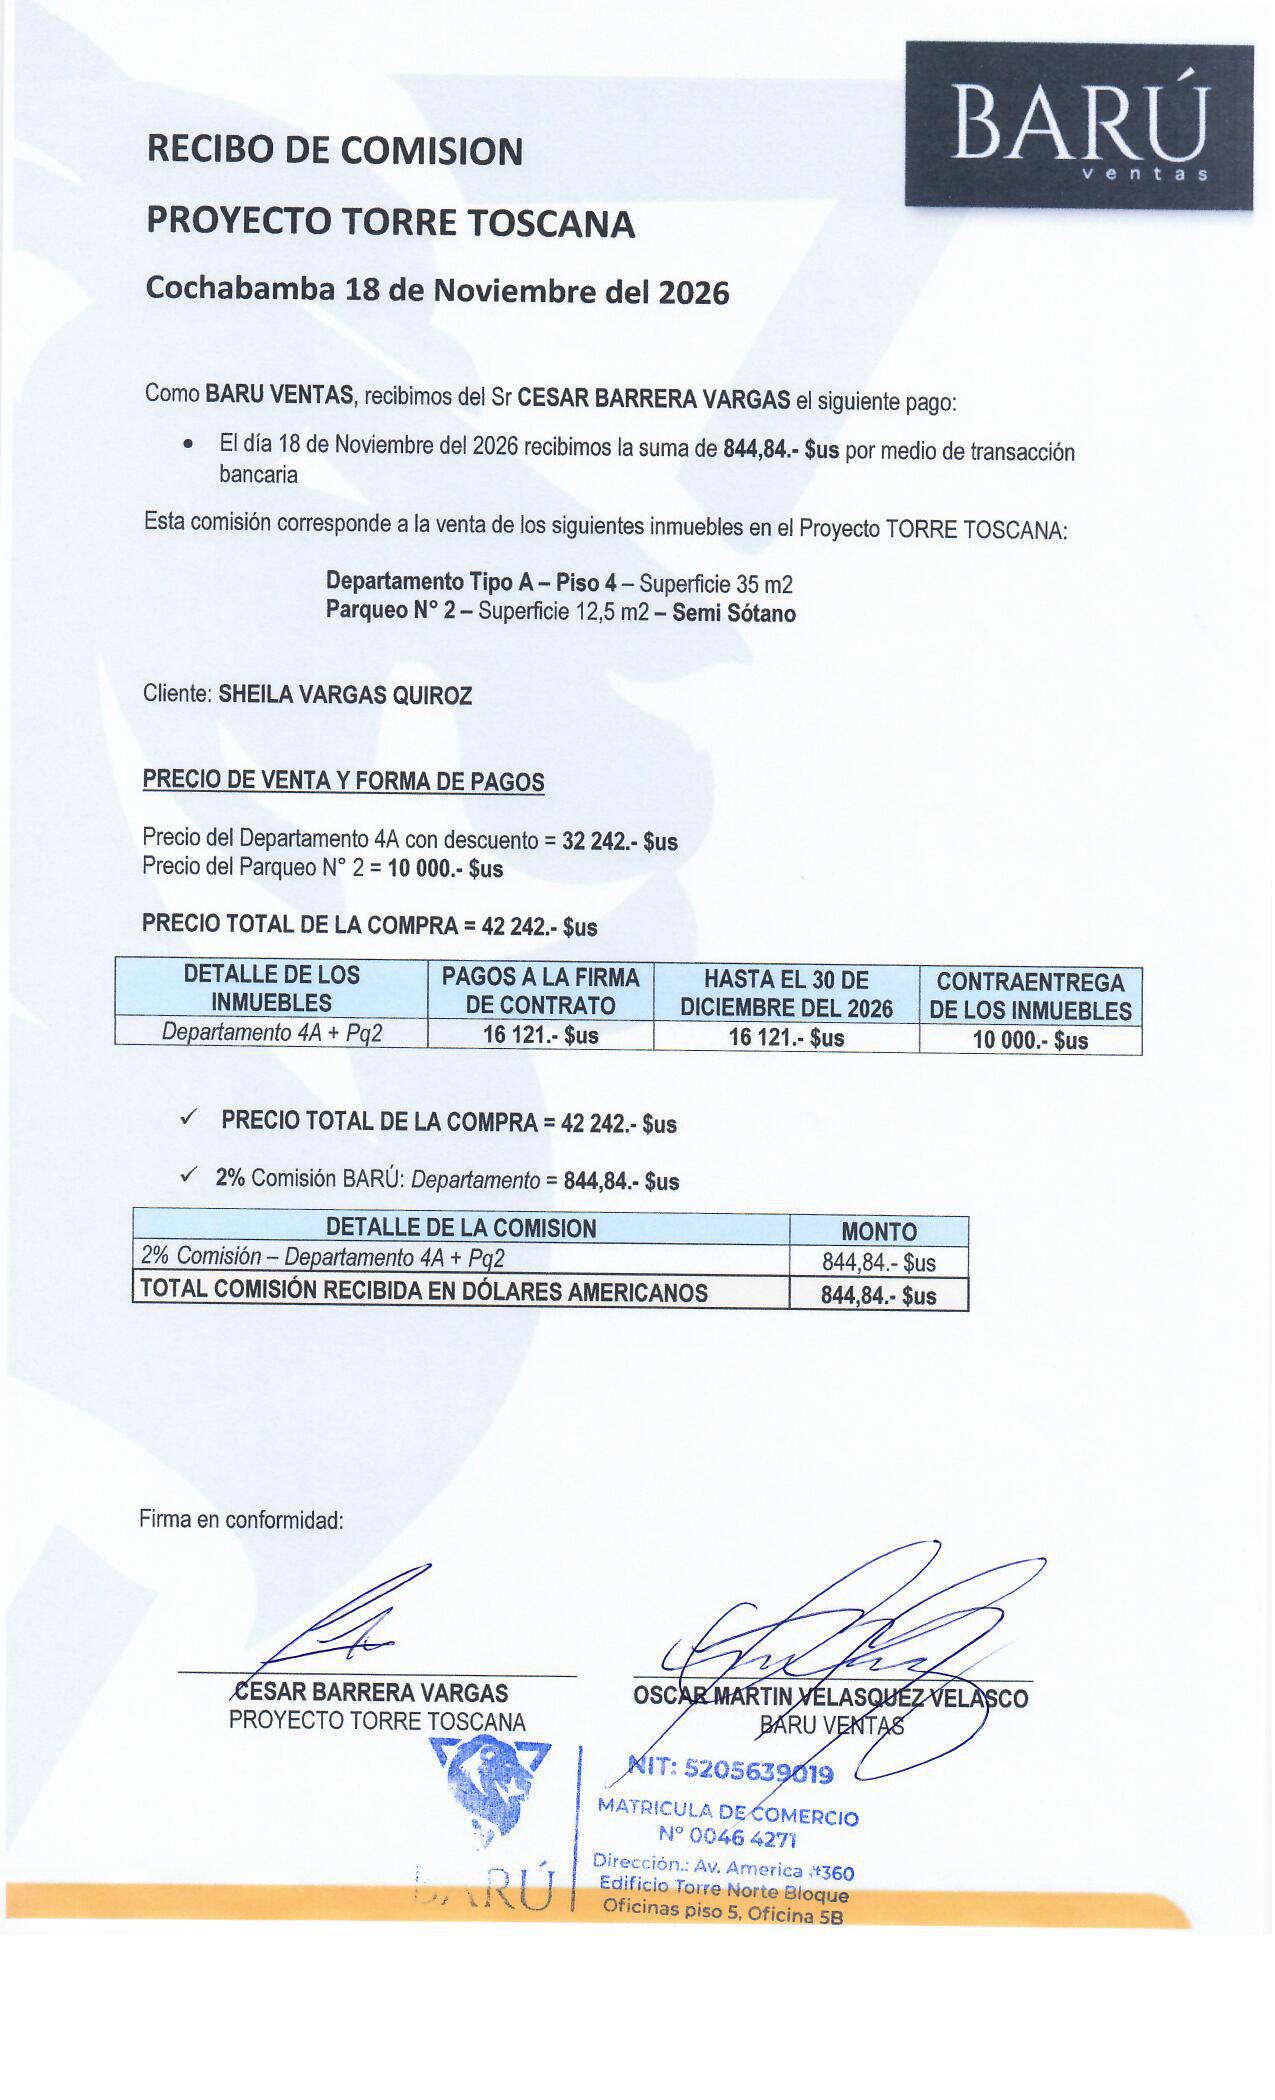 BARÚ
ventas
RECIBO DE COMISION
PROYECTO TORRE TOSCANA
Cochabamba 18 de Noviembre del 2026
Como BARU VENTAS, recibimos del Sr CESAR BARRERA VARGAS el siguiente pago:
• El día 18 de Noviembre del 2026 recibimos la suma de 844,84.- $us por medio de transacción
bancaria
Esta comisión corresponde a la venta de los siguientes inmuebles en el Proyecto TORRE TOSCANA:
Departamento Tipo A – Piso 4 – Superficie 35 m2
Parqueo N° 2 – Superficie 12,5 m2 – Semi Sótano
Cliente: SHEILA VARGAS QUIROZ
PRECIO DE VENTA Y FORMA DE PAGOS
Precio del Departamento 4A con descuento = 32 242.- $us
Precio del Parqueo N° 2 = 10 000.- $us
PRECIO TOTAL DE LA COMPRA = 42 242.- $us
DETALLE DE LOS INMUEBLES | PAGOS A LA FIRMA DE CONTRATO | HASTA EL 30 DE DICIEMBRE DEL 2026 | CONTRAENTREGA DE LOS INMUEBLES
Departamento 4A + Pq2 | 16 121.- $us | 16 121.- $us | 10 000.- $us
✓ PRECIO TOTAL DE LA COMPRA = 42 242.- $us
✓ 2% Comisión BARÚ: Departamento = 844,84.- $us
DETALLE DE LA COMISION | MONTO
2% Comisión – Departamento 4A + Pq2 | 844,84.- $us
TOTAL COMISIÓN RECIBIDA EN DÓLARES AMERICANOS | 844,84.- $us
Firma en conformidad:
CESAR BARRERA VARGAS
PROYECTO TORRE TOSCANA
OSCAR MARTIN VELASQUEZ VELASCO
BARU VENTAS
BARÚ
NIT: 5205639019
MATRICULA DE COMERCIO
N° 0046 4271
Dirección.: Av. America #360
Edificio Torre Norte Bloque
Oficinas piso 5, Oficina 5B